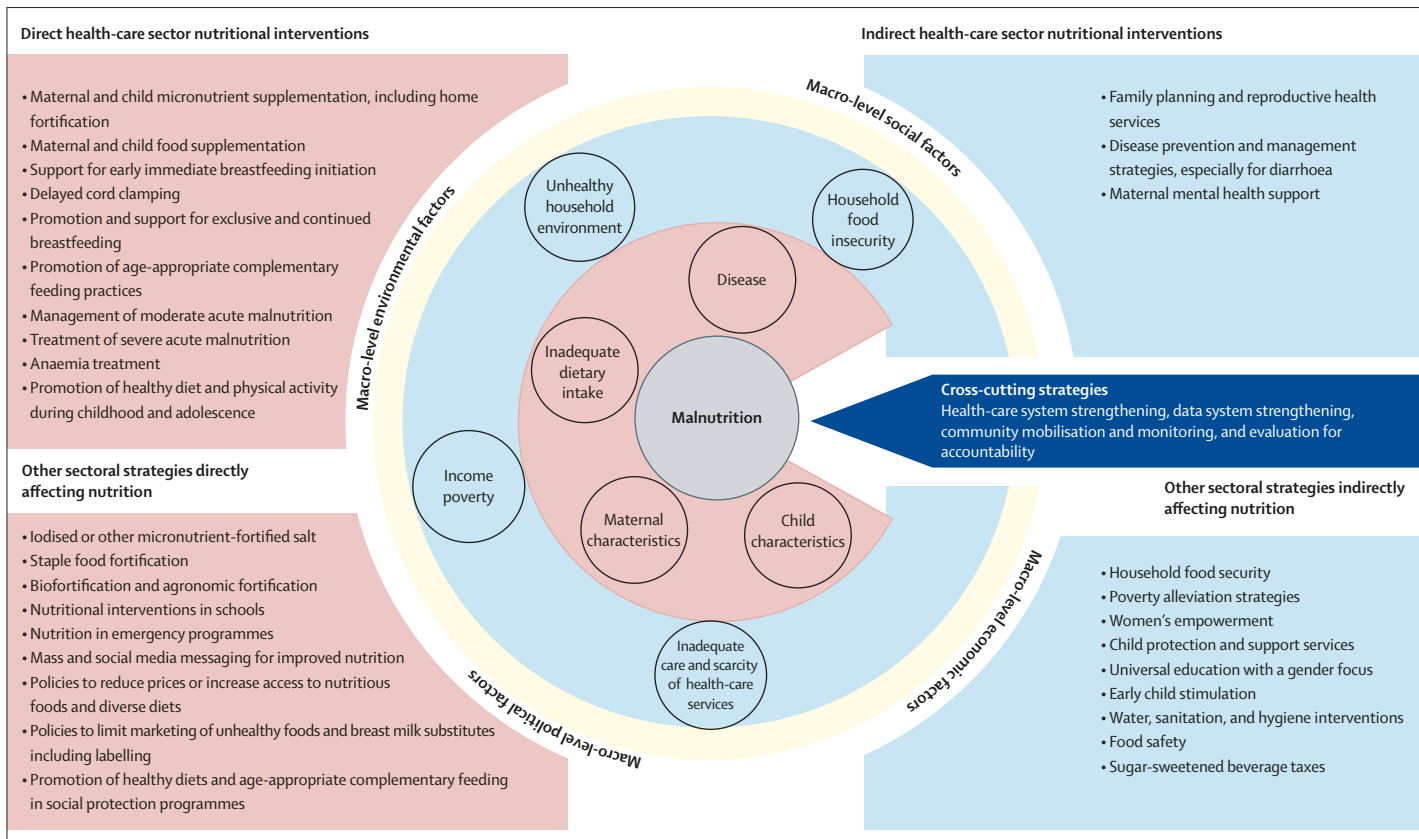 Direct health-care sector nutritional interventions
• Maternal and child micronutrient supplementation, including home
fortification
• Maternal and child food supplementation
• Support for early immediate breastfeeding initiation
• Delayed cord clamping
• Promotion and support for exclusive and continued
breastfeeding
• Promotion of age-appropriate complementary
feeding practices
• Management of moderate acute malnutrition
• Treatment of severe acute malnutrition
• Anaemia treatment
• Promotion of healthy diet and physical activity
during childhood and adolescence
Other sectoral strategies directly
affecting nutrition
• Iodised or other micronutrient-fortified salt
• Staple food fortification
• Biofortification and agronomic fortification
• Nutritional interventions in schools
• Nutrition in emergency programmes
• Mass and social media messaging for improved nutrition
• Policies to reduce prices or increase access to nutritious
foods and diverse diets
• Policies to limit marketing of unhealthy foods and breast milk substitutes
including labelling
• Promotion of healthy diets and age-appropriate complementary feeding
in social protection programmes
Macro-level environmental factors
Macro-level social factors
Macro-level political factors
Macro-level economic factors
Unhealthy
household
environment
Household
food
insecurity
Disease
Inadequate
dietary
intake
Malnutrition
Income
poverty
Maternal
characteristics
Child
characteristics
Inadequate
care and scarcity
of health-care
services
Indirect health-care sector nutritional interventions
• Family planning and reproductive health
services
• Disease prevention and management
strategies, especially for diarrhoea
• Maternal mental health support
Cross-cutting strategies
Health-care system strengthening, data system strengthening,
community mobilisation and monitoring, and evaluation for
accountability
Other sectoral strategies indirectly
affecting nutrition
• Household food security
• Poverty alleviation strategies
• Women's empowerment
• Child protection and support services
• Universal education with a gender focus
• Early child stimulation
• Water, sanitation, and hygiene interventions
• Food safety
• Sugar-sweetened beverage taxes